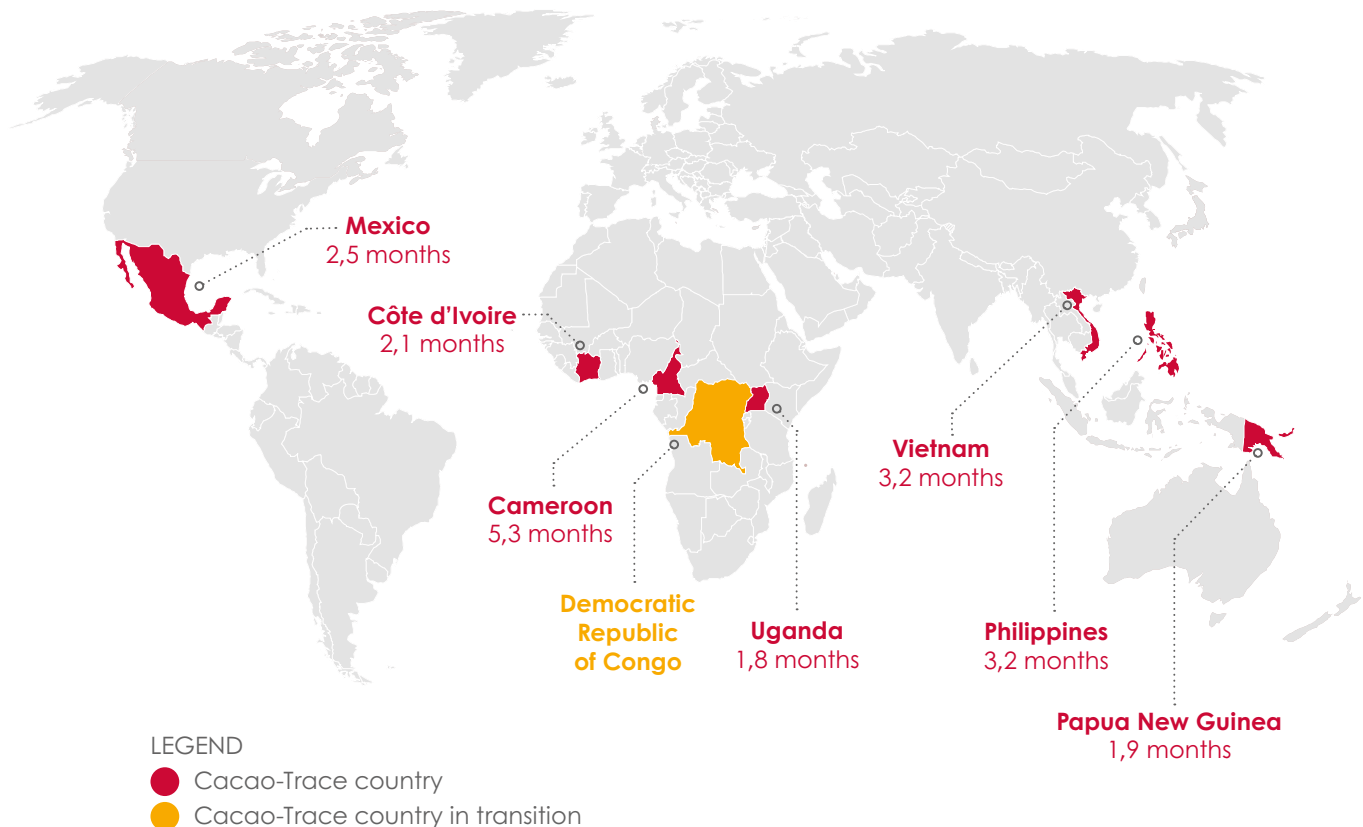 Mexico
2,5 months
Côte d'Ivoire
2,1 months
Cameroon
5,3 months
Democratic
Republic
of Congo
Uganda
1,8 months
Vietnam
3,2 months
Philippines
3,2 months
Papua New Guinea
1,9 months
LEGEND
Cacao-Trace country
Cacao-Trace country in transition